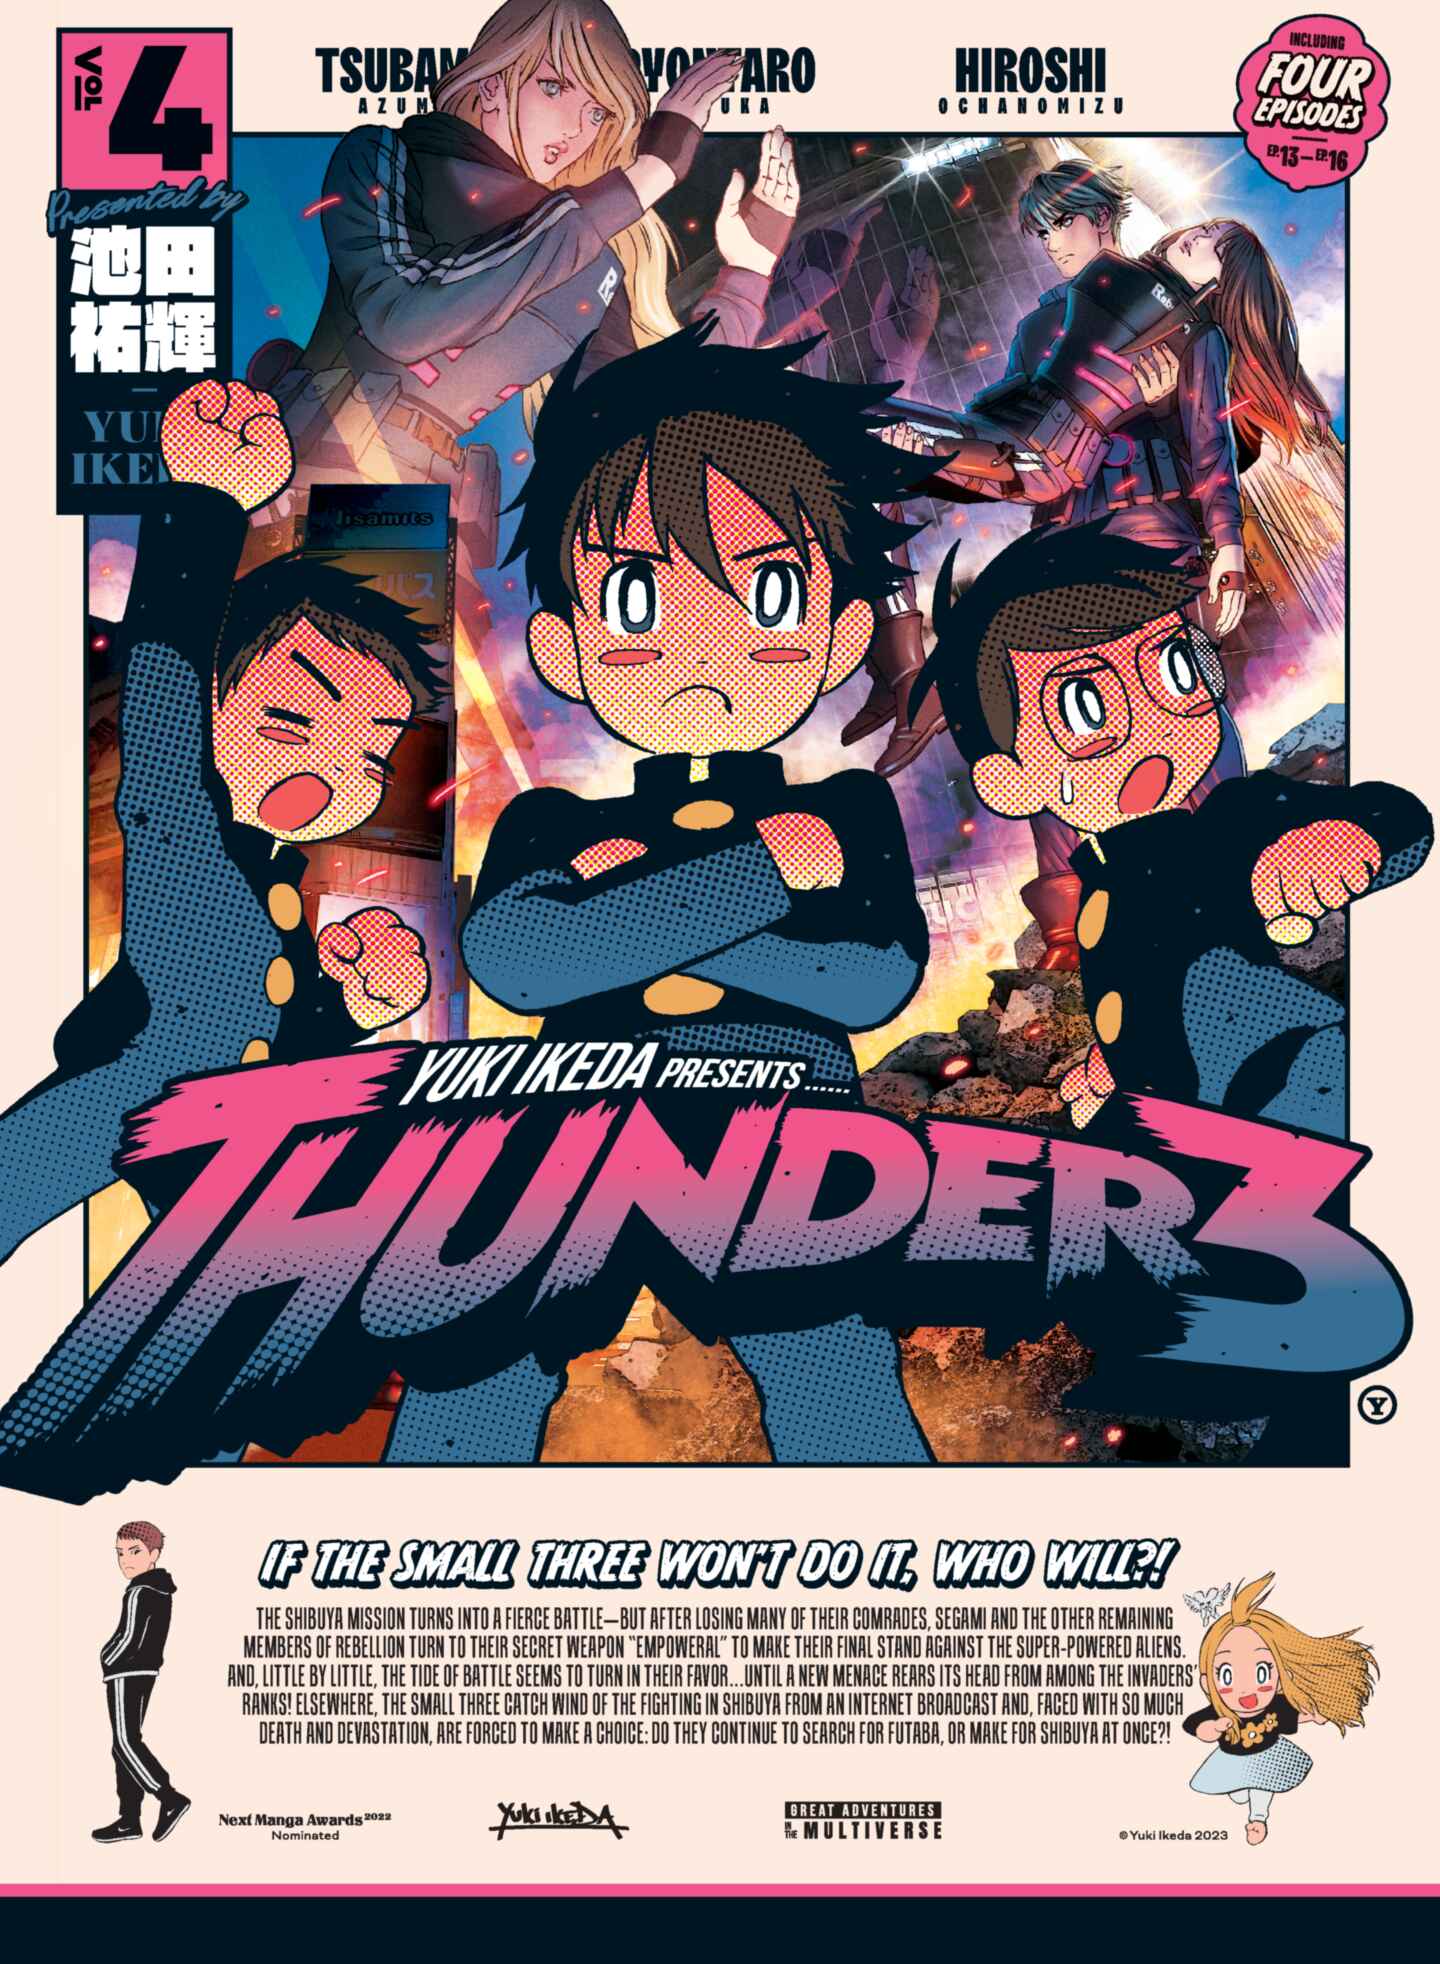 VOL 4
Presented by
池田
祐輝
HIROSHI
OCHANOMIZU
INCLUDING
FOUR
EPISODES
EP.13—EP.16
YUKI IKEDA PRESENTS......
THUNDER 3
Y
IF THE SMALL THREE WON'T DO IT, WHO WILL?!
THE SHIBUYA MISSION TURNS INTO A FIERCE BATTLE—BUT AFTER LOSING MANY OF THEIR COMRADES, SEGAMI AND THE OTHER REMAINING
MEMBERS OF REBELLION TURN TO THEIR SECRET WEAPON "EMPOWERAL" TO MAKE THEIR FINAL STAND AGAINST THE SUPER-POWERED ALIENS.
AND, LITTLE BY LITTLE, THE TIDE OF BATTLE SEEMS TO TURN IN THEIR FAVOR...UNTIL A NEW MENACE REARS ITS HEAD FROM AMONG THE INVADERS'
RANKS! ELSEWHERE, THE SMALL THREE CATCH WIND OF THE FIGHTING IN SHIBUYA FROM AN INTERNET BROADCAST AND, FACED WITH SO MUCH
DEATH AND DEVASTATION, ARE FORCED TO MAKE A CHOICE: DO THEY CONTINUE TO SEARCH FOR FUTABA, OR MAKE FOR SHIBUYA AT ONCE?!
Next Manga Awards 2022
Nominated
YUKI IKEDA
GREAT ADVENTURES
IN THE MULTIVERSE
© Yuki Ikeda 2023